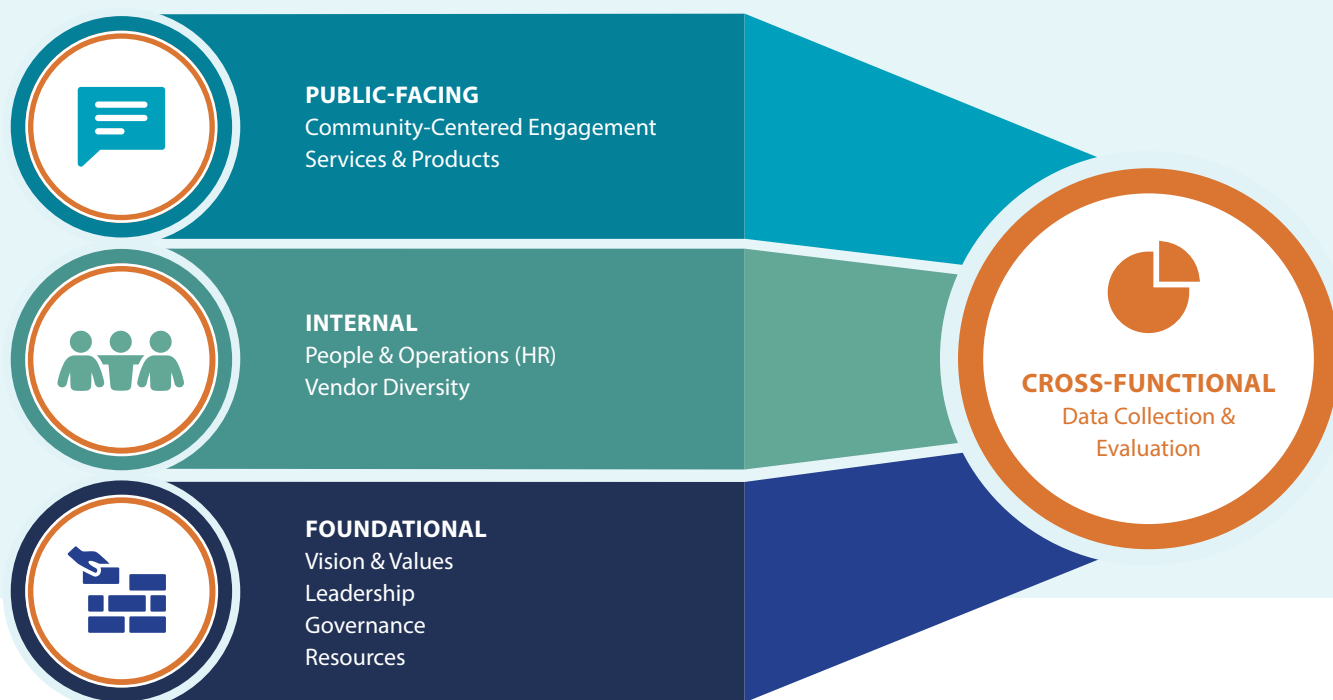 PUBLIC-FACING
Community-Centered Engagement
Services & Products
INTERNAL
People & Operations (HR)
Vendor Diversity
FOUNDATIONAL
Vision & Values
Leadership
Governance
Resources
CROSS-FUNCTIONAL
Data Collection &
Evaluation